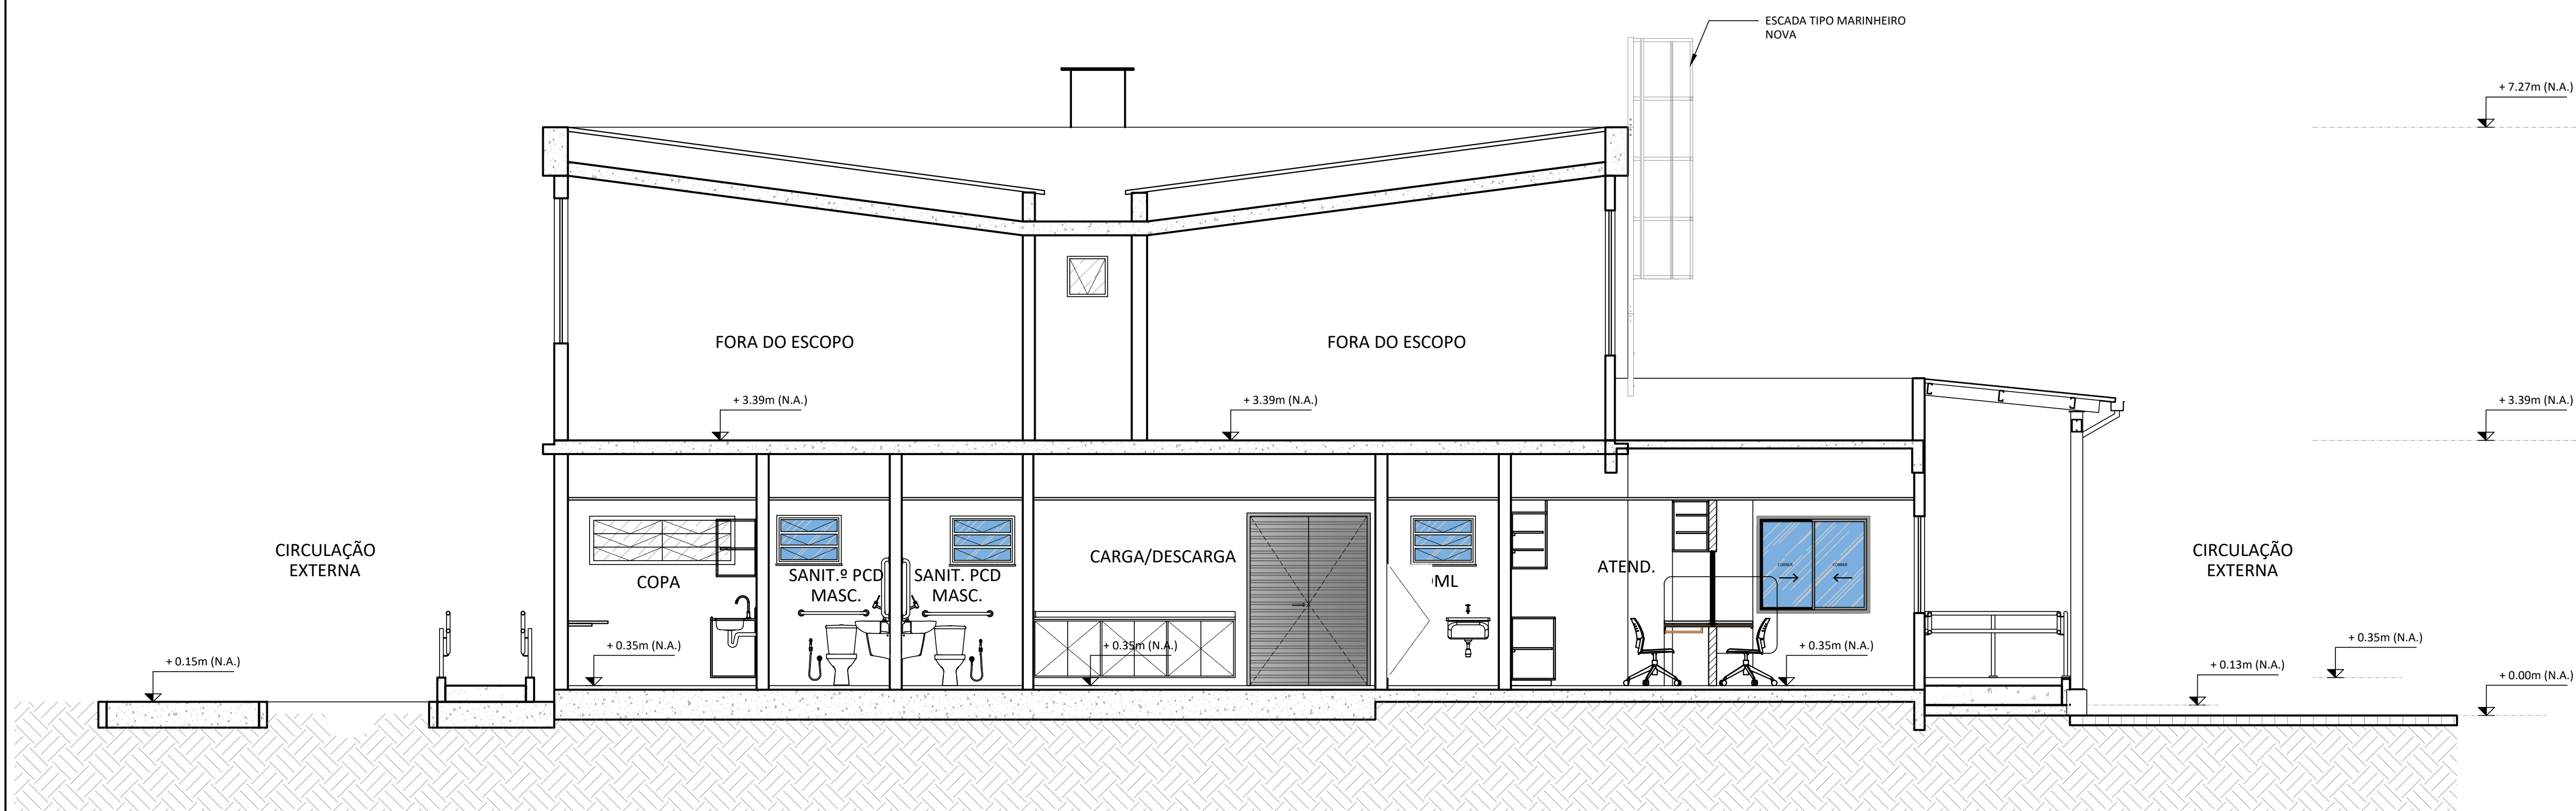 ESCADA TIPO MARINHEIRO
NOVA
+ 7.27m (N.A.)
FORA DO ESCOPO
FORA DO ESCOPO
+ 3.39m (N.A.)
+ 3.39m (N.A.)
+ 3.39m (N.A.)
CIRCULAÇÃO
EXTERNA
COPA
SANIT.º PCD
MASC.
SANIT. PCD
MASC.
CARGA/DESCARGA
ML
ATEND.
CORRER
CORRER
CIRCULAÇÃO
EXTERNA
+ 0.15m (N.A.)
+ 0.35m (N.A.)
+ 0.35m (N.A.)
+ 0.35m (N.A.)
+ 0.13m (N.A.)
+ 0.35m (N.A.)
+ 0.00m (N.A.)